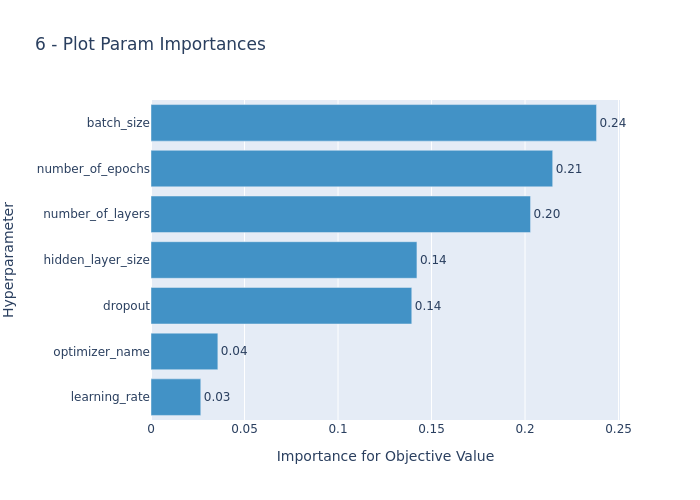 6 - Plot Param Importances
batch_size 0.24
number_of_epochs 0.21
number_of_layers 0.20
hidden_layer_size 0.14
dropout 0.14
optimizer_name 0.04
learning_rate 0.03
Hyperparameter
0 0.05 0.1 0.15 0.2 0.25
Importance for Objective Value